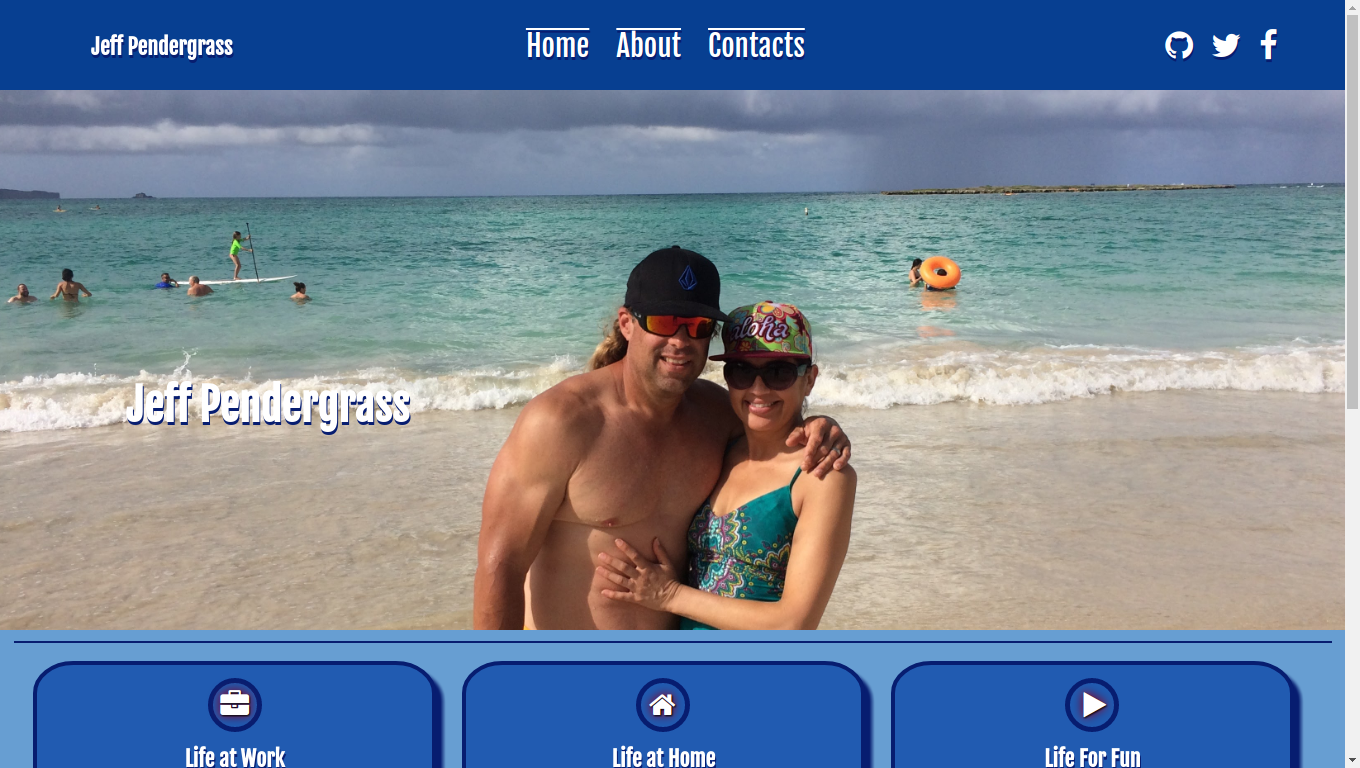 Jeff Pendergrass
Home About Contacts
aloha
Jeff Pendergrass
Life at Work
Life at Home
Life For Fun